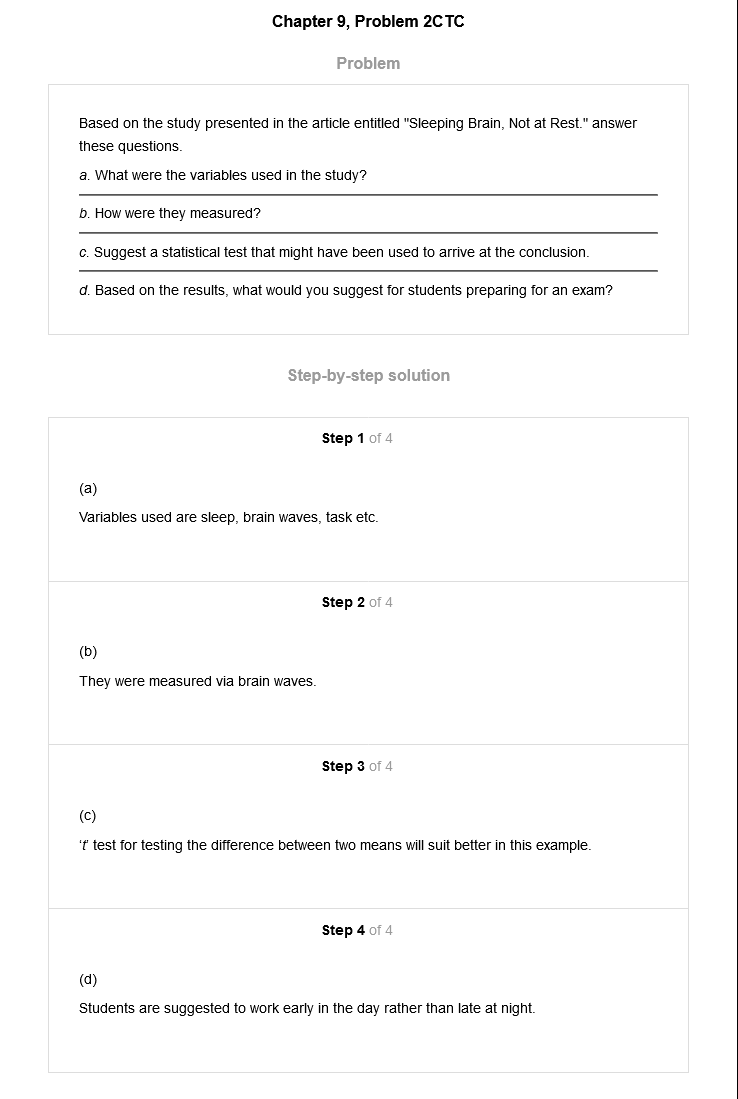 Chapter 9, Problem 2CTC
Problem
Based on the study presented in the article entitled "Sleeping Brain, Not at Rest." answer
these questions.
a. What were the variables used in the study?
b. How were they measured?
c. Suggest a statistical test that might have been used to arrive at the conclusion.
d. Based on the results, what would you suggest for students preparing for an exam?
Step-by-step solution
Step 1 of 4
(a)
Variables used are sleep, brain waves, task etc.
Step 2 of 4
(b)
They were measured via brain waves.
Step 3 of 4
(c)
‘t’ test for testing the difference between two means will suit better in this example.
Step 4 of 4
(d)
Students are suggested to work early in the day rather than late at night.